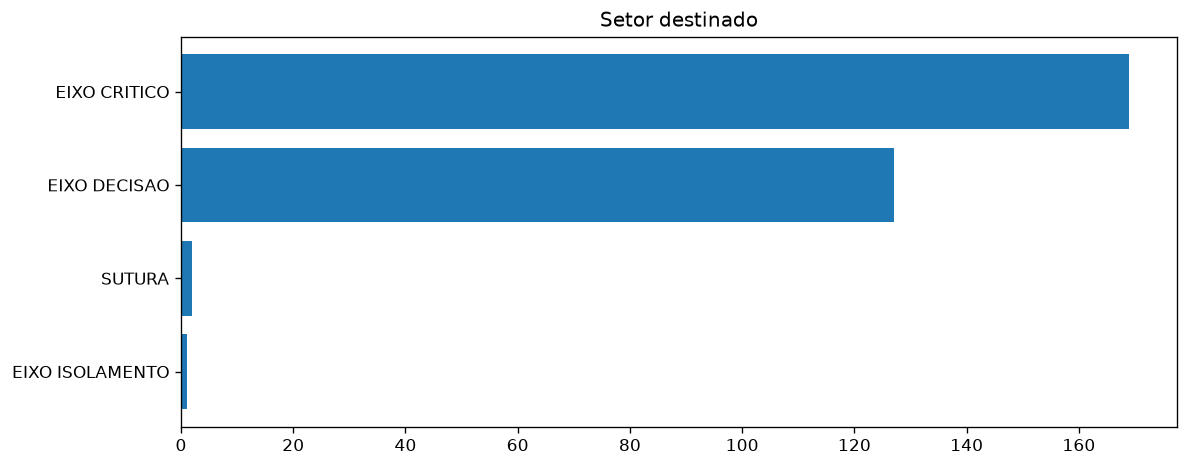 Setor destinado
EIXO CRITICO
EIXO DECISAO
SUTURA
EIXO ISOLAMENTO
0 20 40 60 80 100 120 140 160